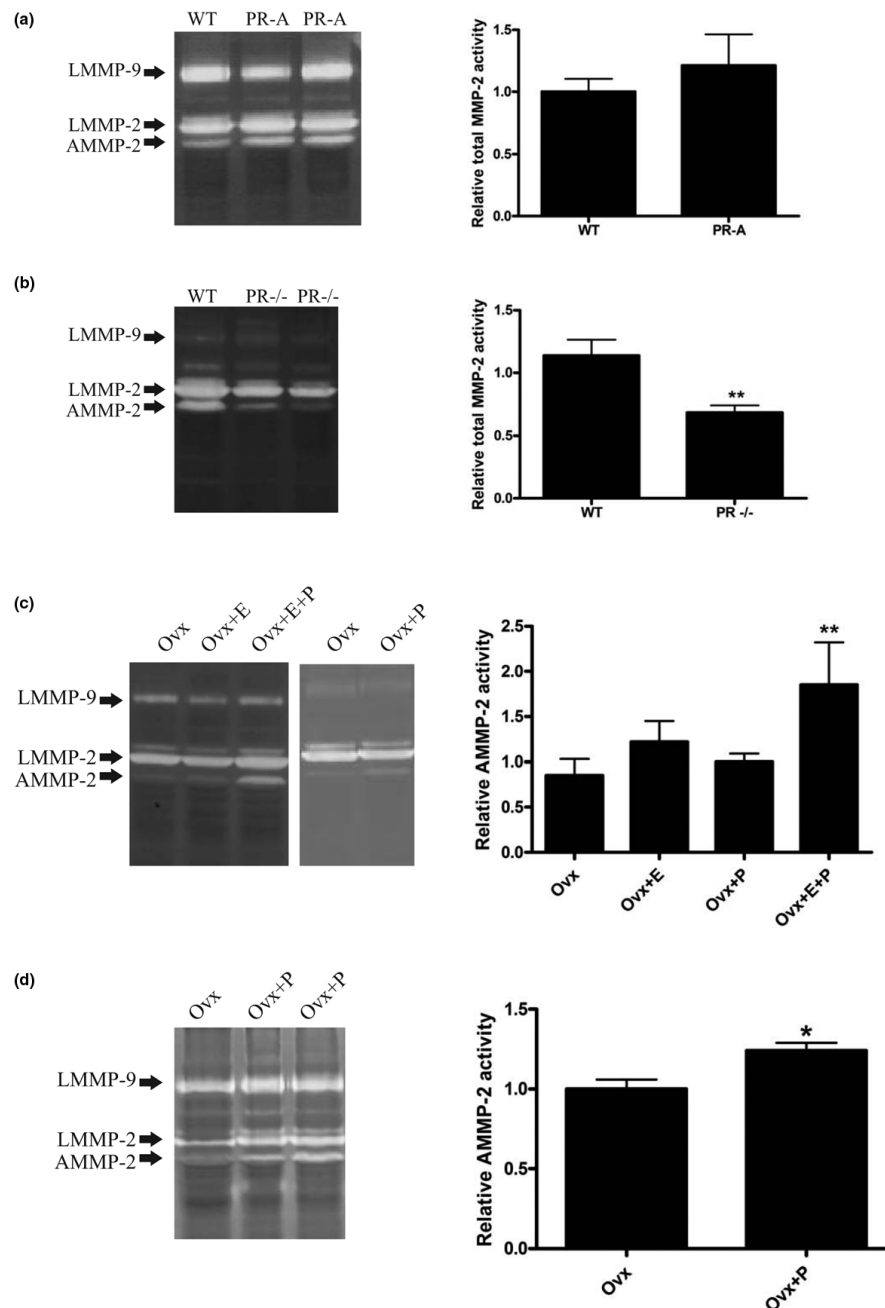 (a)
WT PR-A PR-A
LMMP-9
LMMP-2
AMMP-2
Relative total MMP-2 activity
1.5
1.0
0.5
0.0
WT PR-A
(b)
WT PR-/- PR-/-
LMMP-9
LMMP-2
AMMP-2
Relative total MMP-2 activity
1.5
1.0
0.5
0.0
**
WT PR -/-
(c)
Ovx Ovx+E Ovx+E+P Ovx Ovx+P
LMMP-9
LMMP-2
AMMP-2
Relative AMMP-2 activity
2.5
2.0
1.5
1.0
0.5
0.0
**
Ovx Ovx+E Ovx+P Ovx+E+P
(d)
Ovx Ovx+P Ovx+P
LMMP-9
LMMP-2
AMMP-2
Relative AMMP-2 activity
1.5
1.0
0.5
0.0
*
Ovx Ovx+P